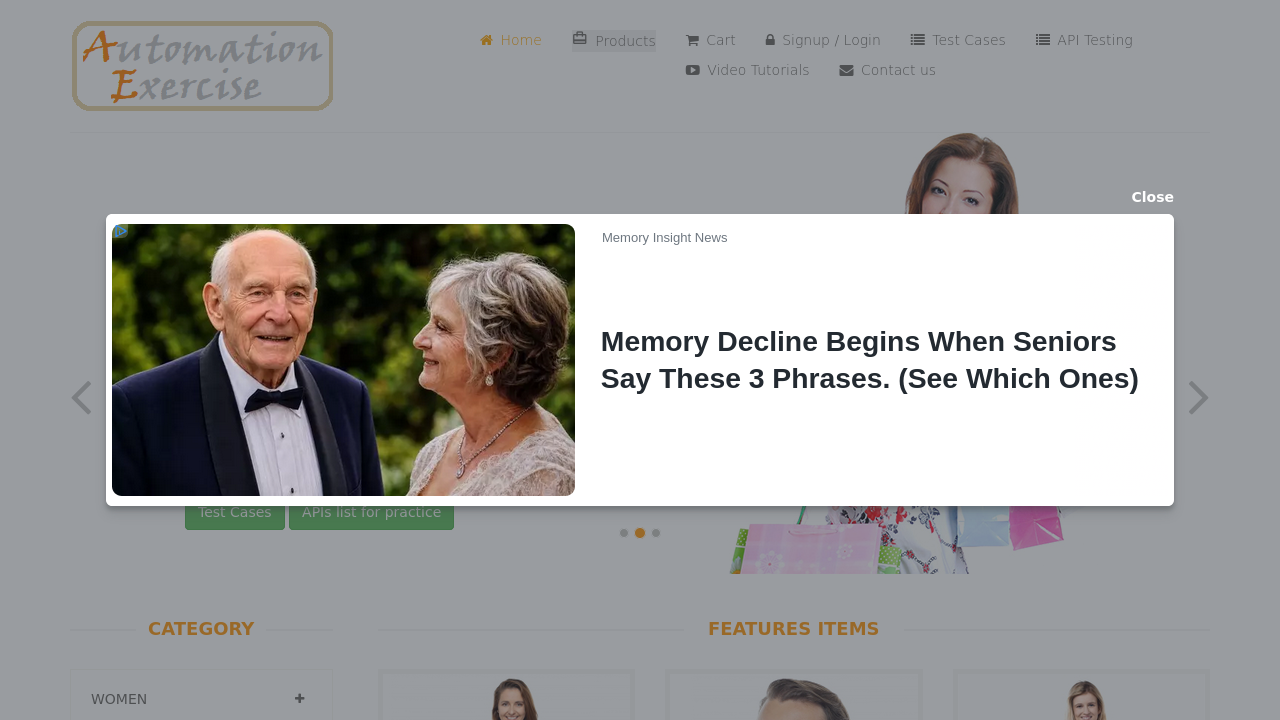 Automation
Exercise
Home
Products
Cart
Signup / Login
Test Cases
API Testing
Video Tutorials
Contact us
Close
Memory Insight News
Memory Decline Begins When Seniors
Say These 3 Phrases. (See Which Ones)
Test Cases
APIs list for practice
CATEGORY
FEATURES ITEMS
WOMEN